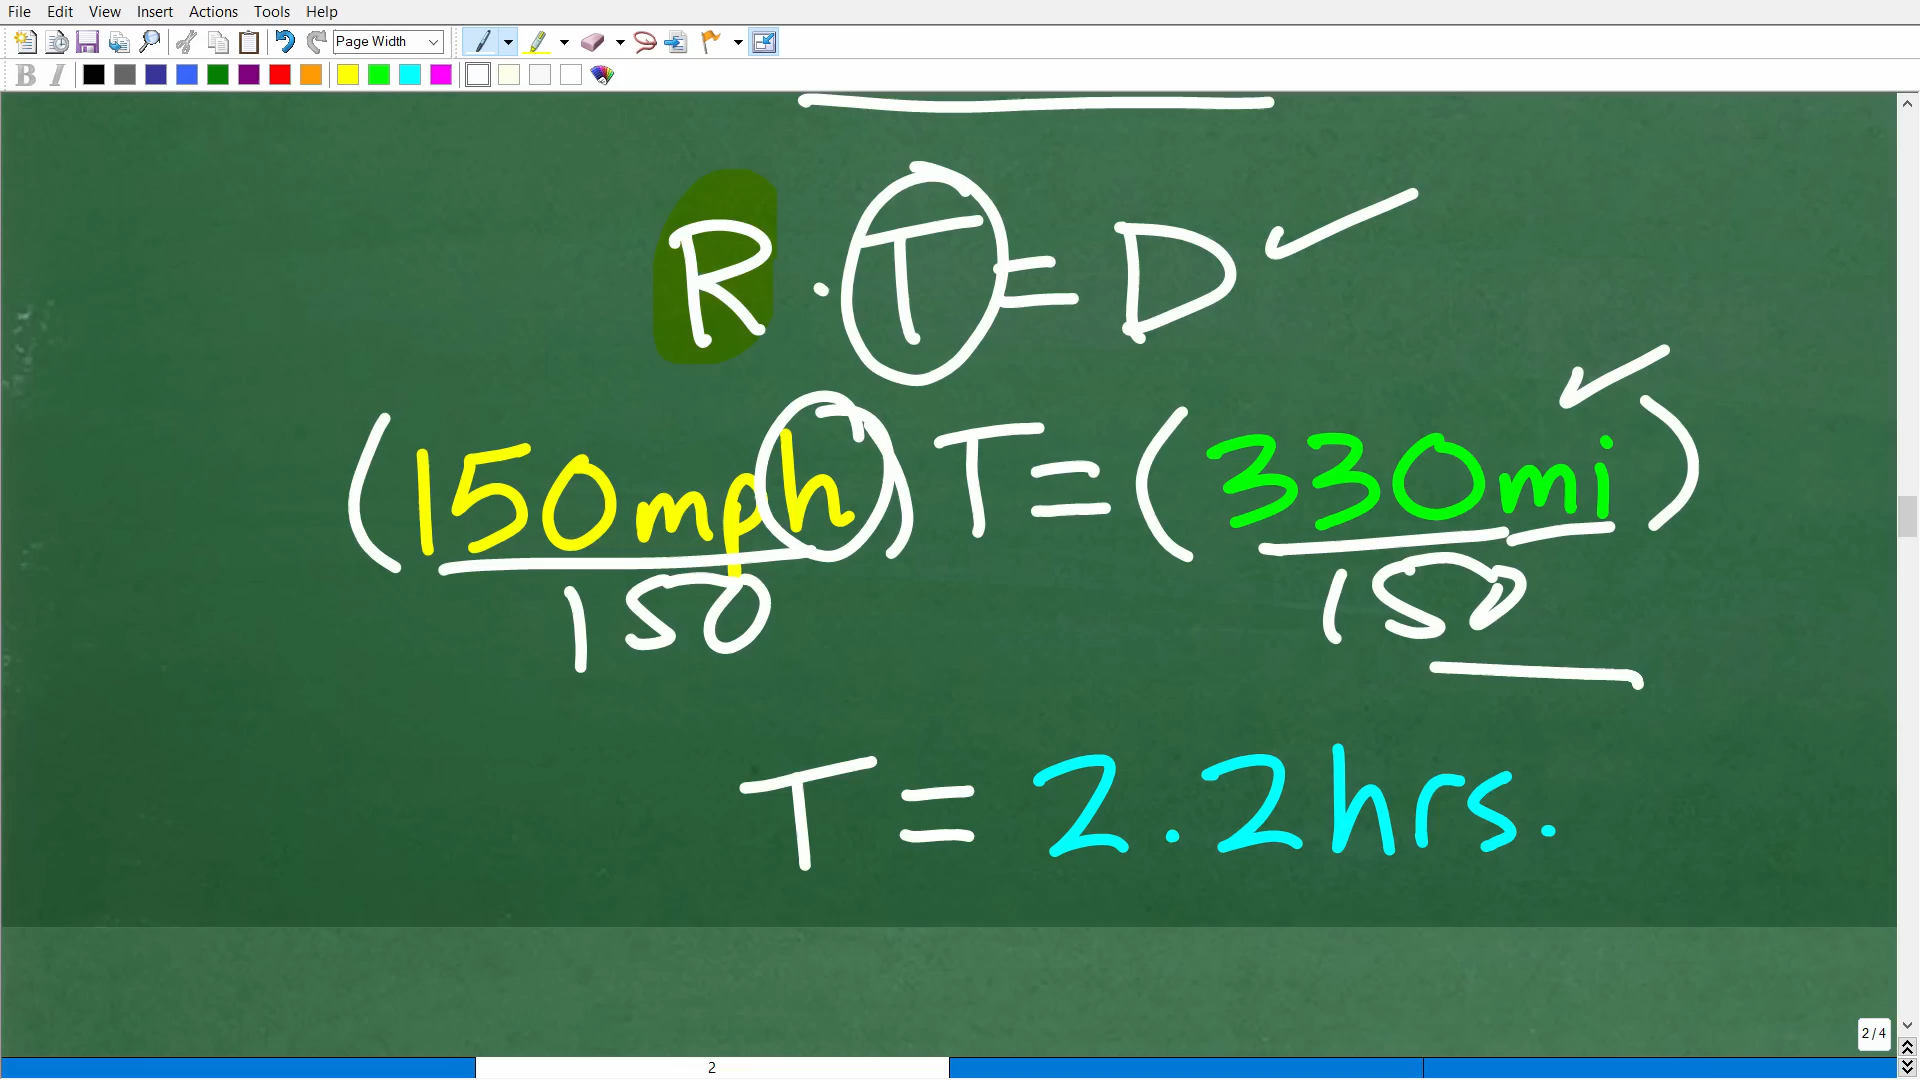 File Edit View Insert Actions Tools Help
Page Width
B I
R · T = D ✓
(150mph) T = (330mi) ✓
150 150
T = 2.2hrs.
2 / 4
2